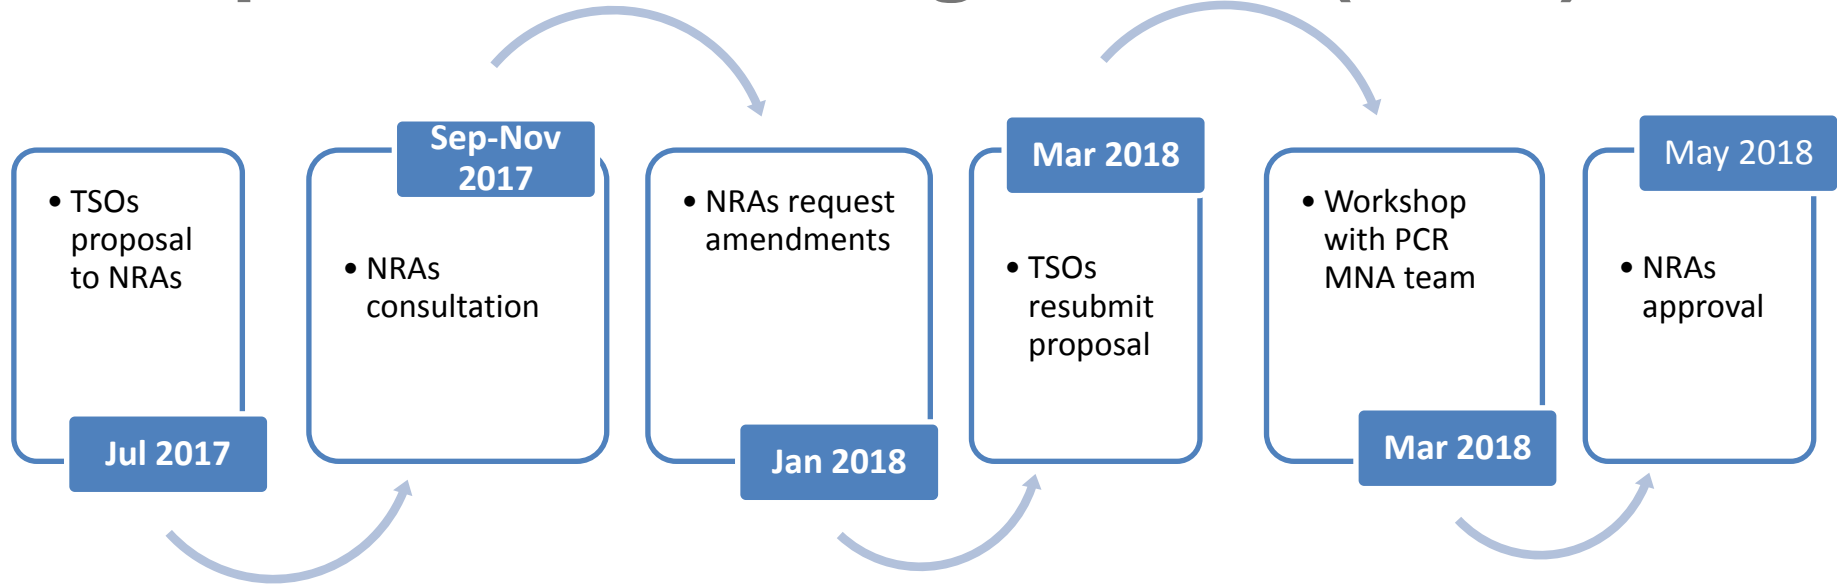 • TSOs
proposal
to NRAs
Jul 2017
Sep-Nov
2017
• NRAs
consultation
• NRAs request
amendments
Jan 2018
Mar 2018
• TSOs
resubmit
proposal
• Workshop
with PCR
MNA team
Mar 2018
May 2018
• NRAs
approval